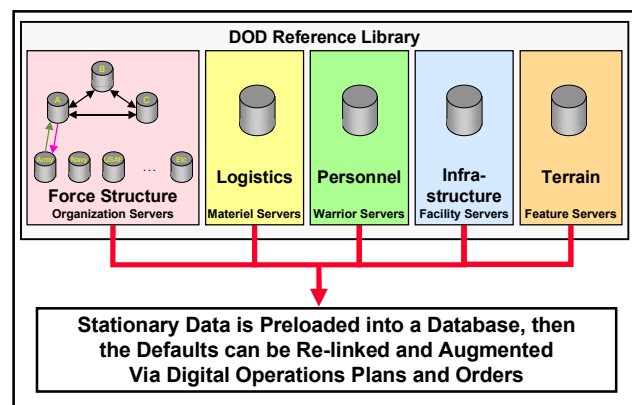 DOD Reference Library
B
A
C
Army
Navy
USAF
...
Etc
Force Structure
Organization Servers
Logistics
Materiel Servers
Personnel
Warrior Servers
Infra-
structure
Facility Servers
Terrain
Feature Servers
Stationary Data is Preloaded into a Database, then
the Defaults can be Re-linked and Augmented
Via Digital Operations Plans and Orders